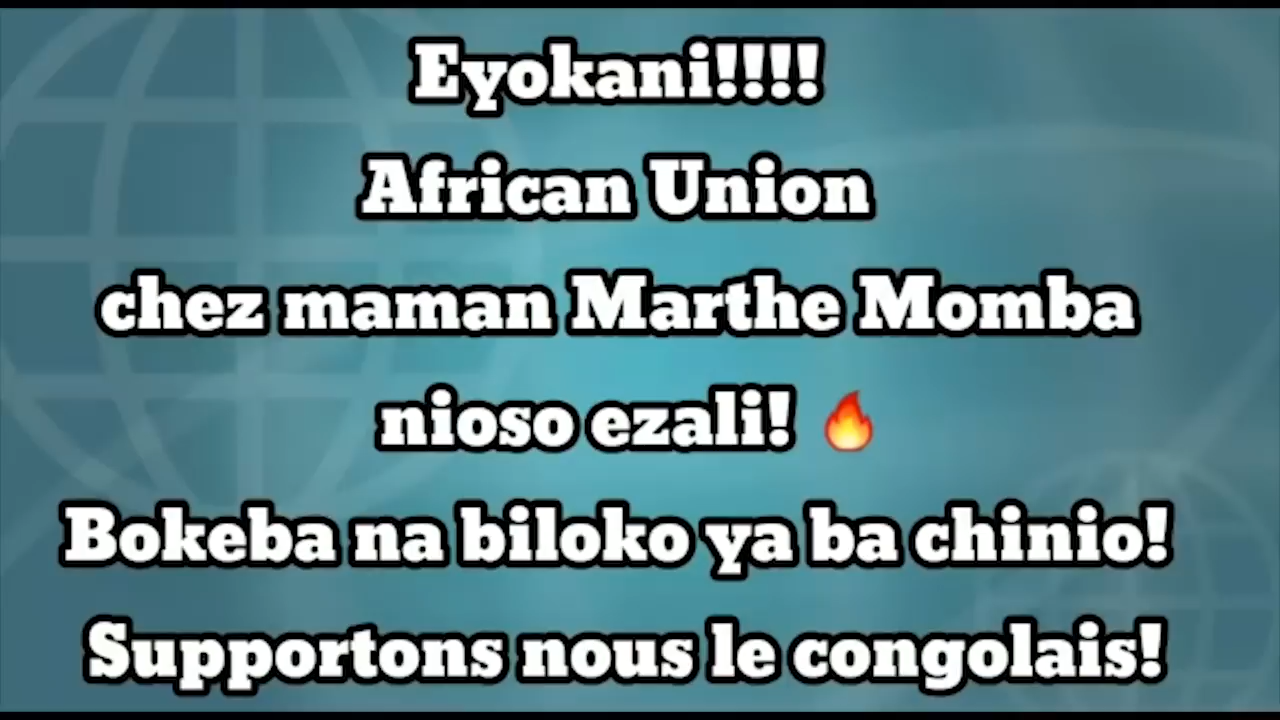 Eyokani!!!!
African Union
chez maman Marthe Momba
nioso ezali! 🔥
Bokeba na biloko ya ba chinio!
Supportons nous le congolais!